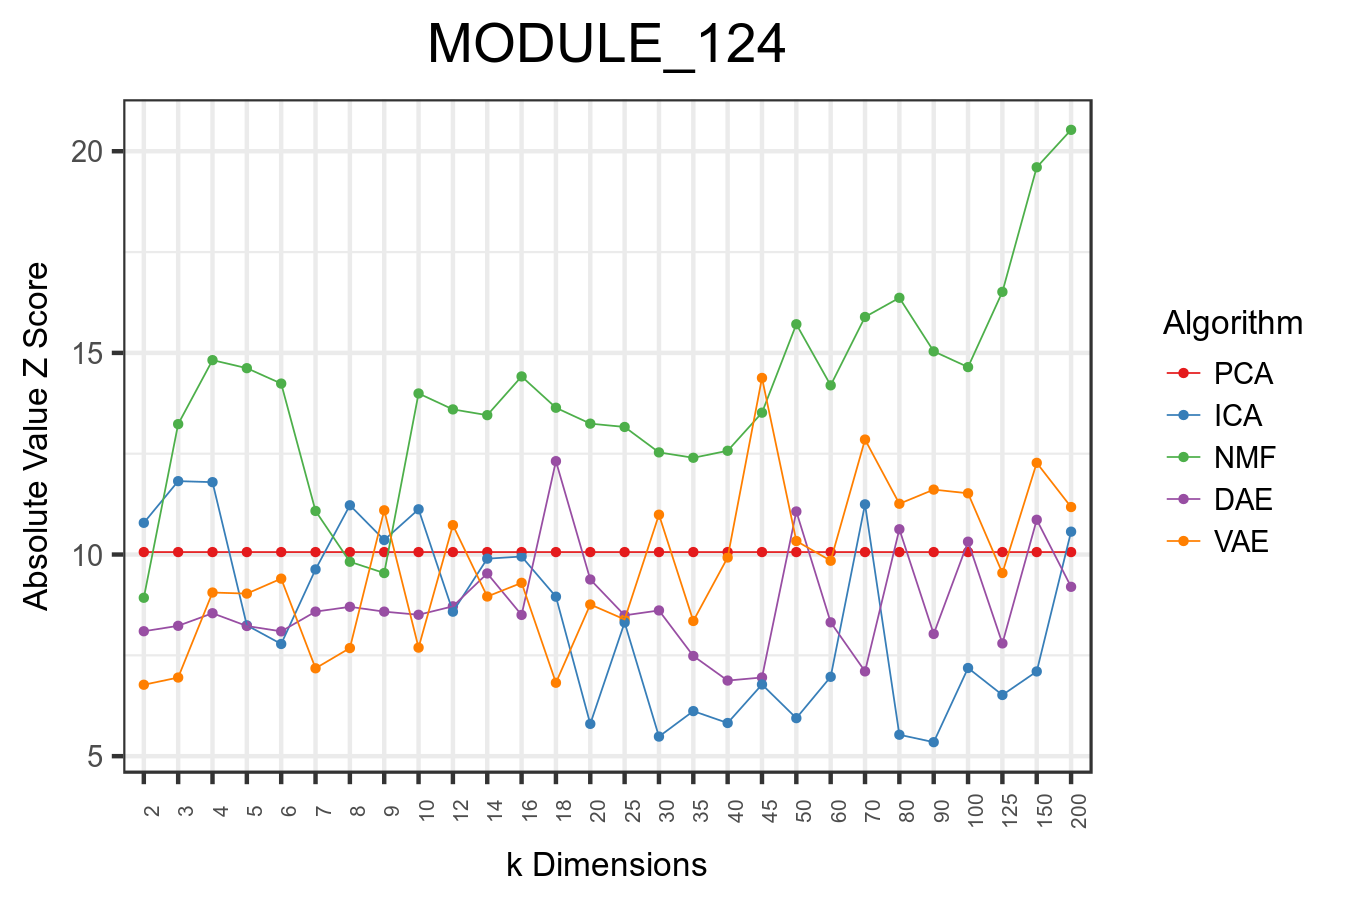 MODULE_124
Absolute Value Z Score
20
15
10
5
2 3 4 5 6 7 8 9 10 12 14 16 18 20 25 30 35 40 45 50 60 70 80 90 100 125 150 200
k Dimensions
Algorithm
PCA
ICA
NMF
DAE
VAE